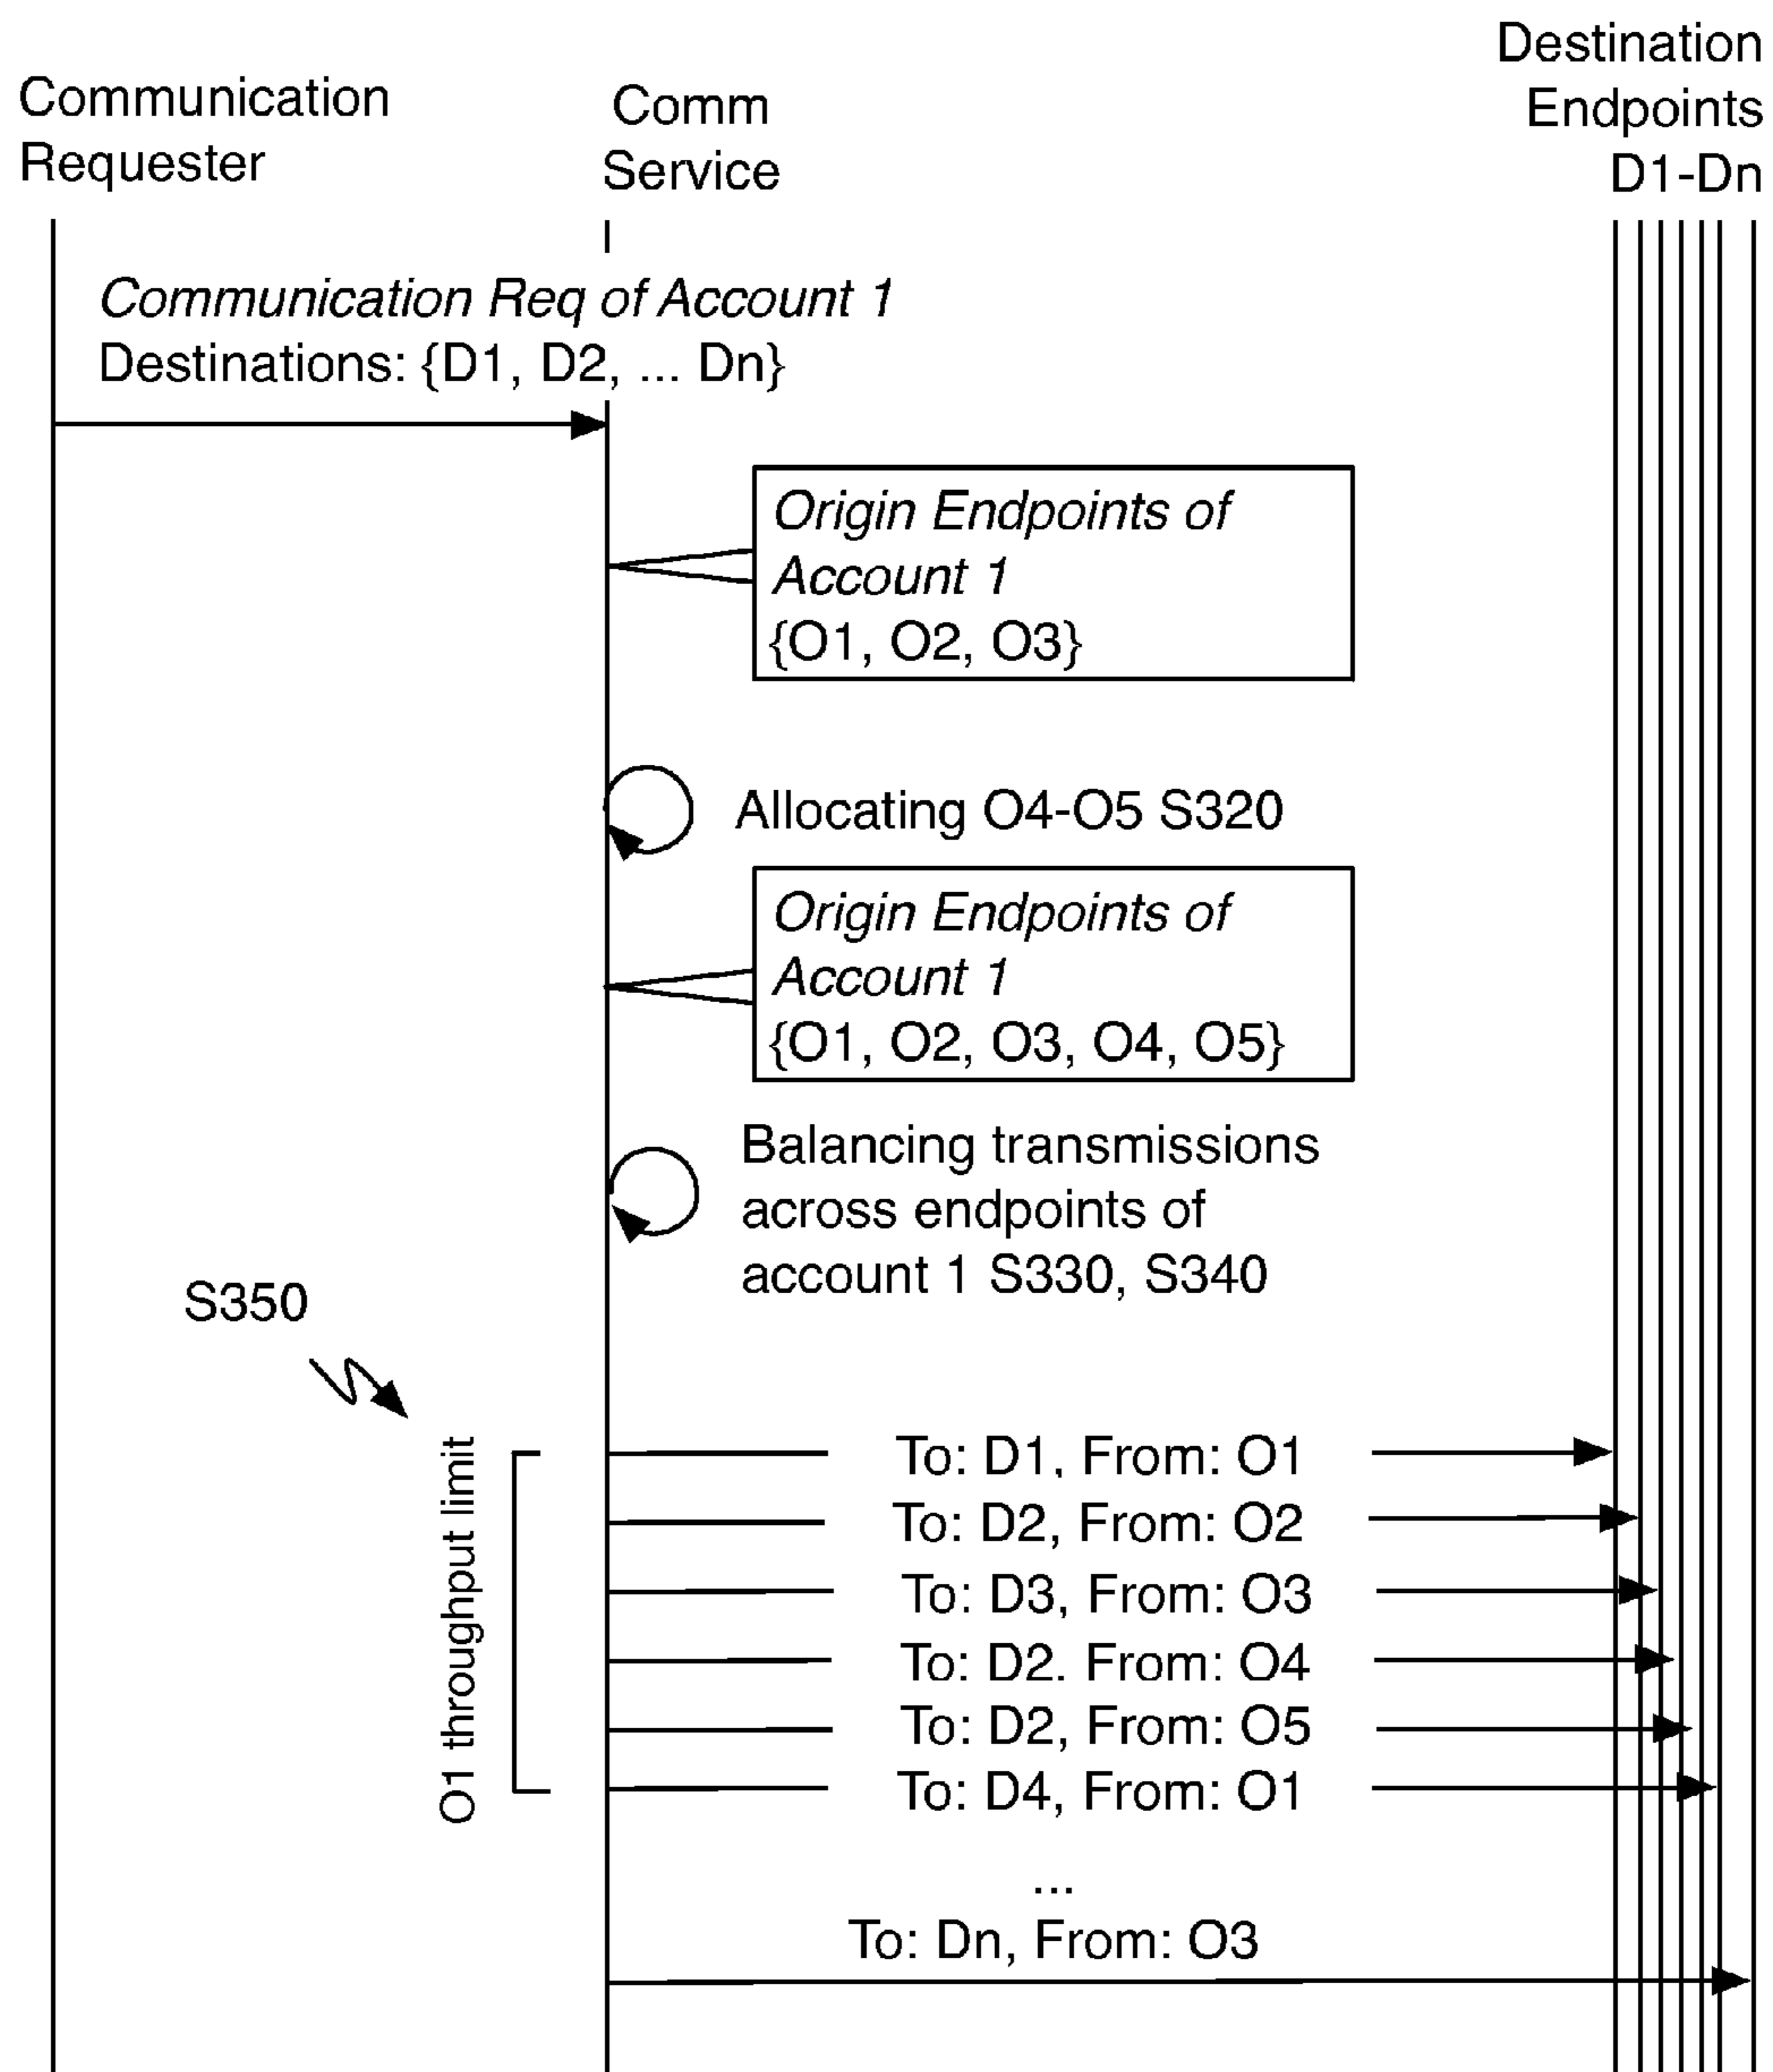 Communication
Requester
Comm
Service
Destination
Endpoints
D1-Dn
Communication Req of Account 1
Destinations: {D1, D2, ... Dn}
Origin Endpoints of
Account 1
{O1, O2, O3}
Allocating O4-O5 S320
Origin Endpoints of
Account 1
{O1, O2, O3, O4, O5}
Balancing transmissions
across endpoints of
account 1 S330, S340
S350
O1 throughput limit
To: D1, From: O1
To: D2, From: O2
To: D3, From: O3
To: D2. From: O4
To: D2, From: O5
To: D4, From: O1
...
To: Dn, From: O3